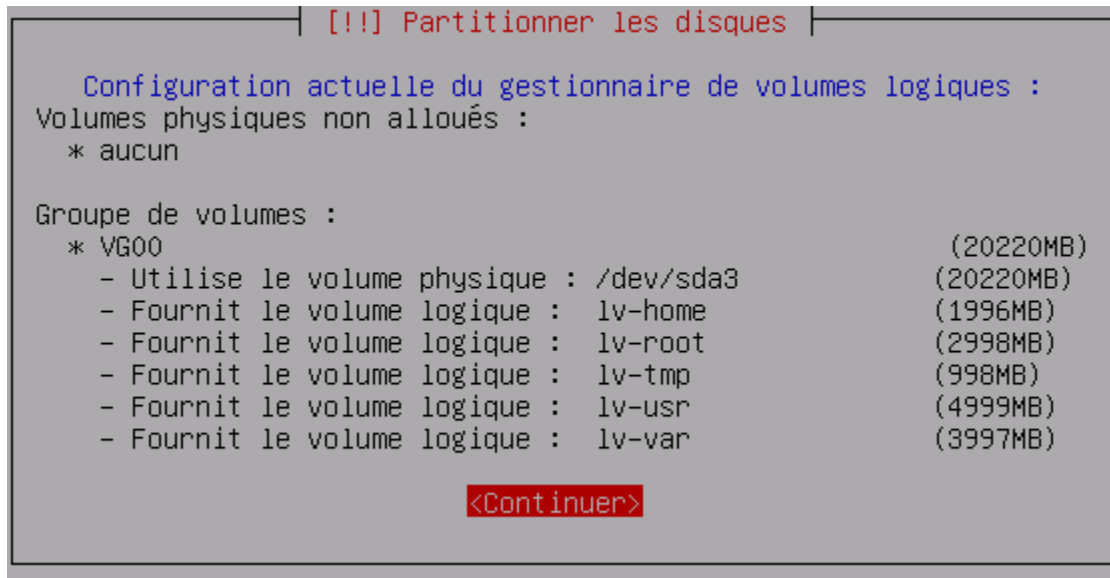 [!!] Partitionner les disques
Configuration actuelle du gestionnaire de volumes logiques :
Volumes physiques non alloués :
* aucun
Groupe de volumes :
* VG00 (20220MB)
- Utilise le volume physique : /dev/sda3 (20220MB)
- Fournit le volume logique : lv-home (1996MB)
- Fournit le volume logique : lv-root (2998MB)
- Fournit le volume logique : lv-tmp (998MB)
- Fournit le volume logique : lv-usr (4999MB)
- Fournit le volume logique : lv-var (3997MB)
<Continuer>